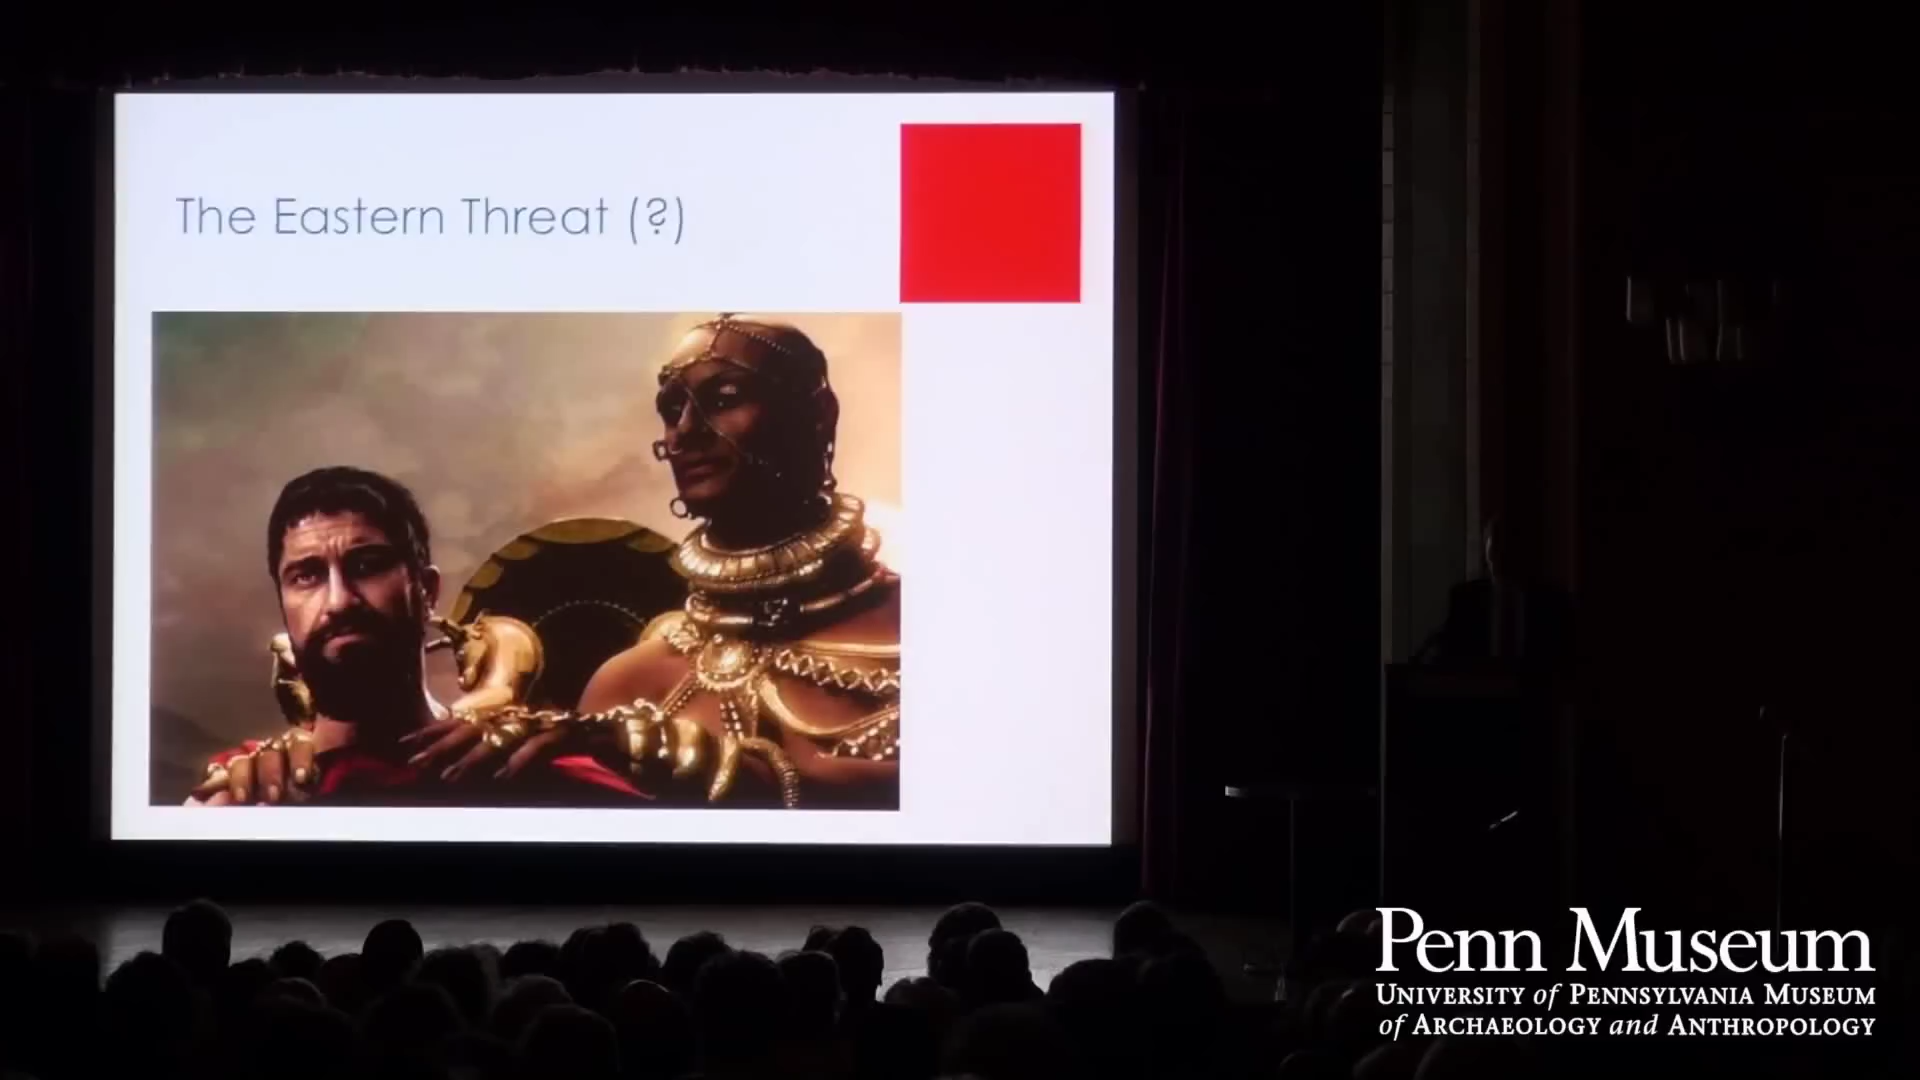 The Eastern Threat (?)
Penn Museum
UNIVERSITY of PENNSYLVANIA MUSEUM
of ARCHAEOLOGY and ANTHROPOLOGY